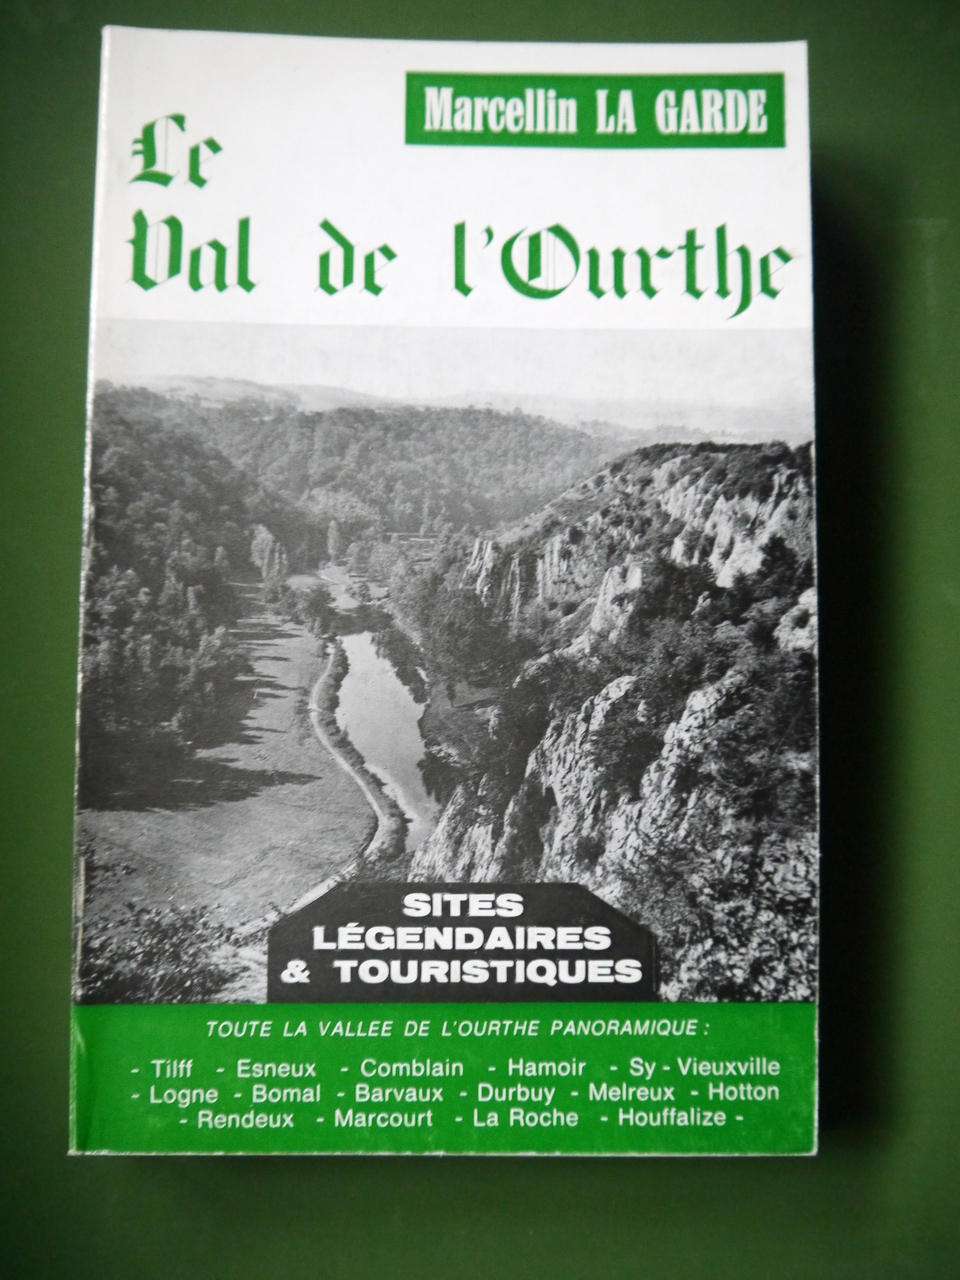 Marcellin LA GARDE
Le
Val de l'Ourthe
SITES
LÉGENDAIRES
& TOURISTIQUES
TOUTE LA VALLEE DE L'OURTHE PANORAMIQUE :
- Tilff - Esneux - Comblain - Hamoir - Sy - Vieuxville
- Logne - Bomal - Barvaux - Durbuy - Melreux - Hotton
- Rendeux - Marcourt - La Roche - Houffalize -